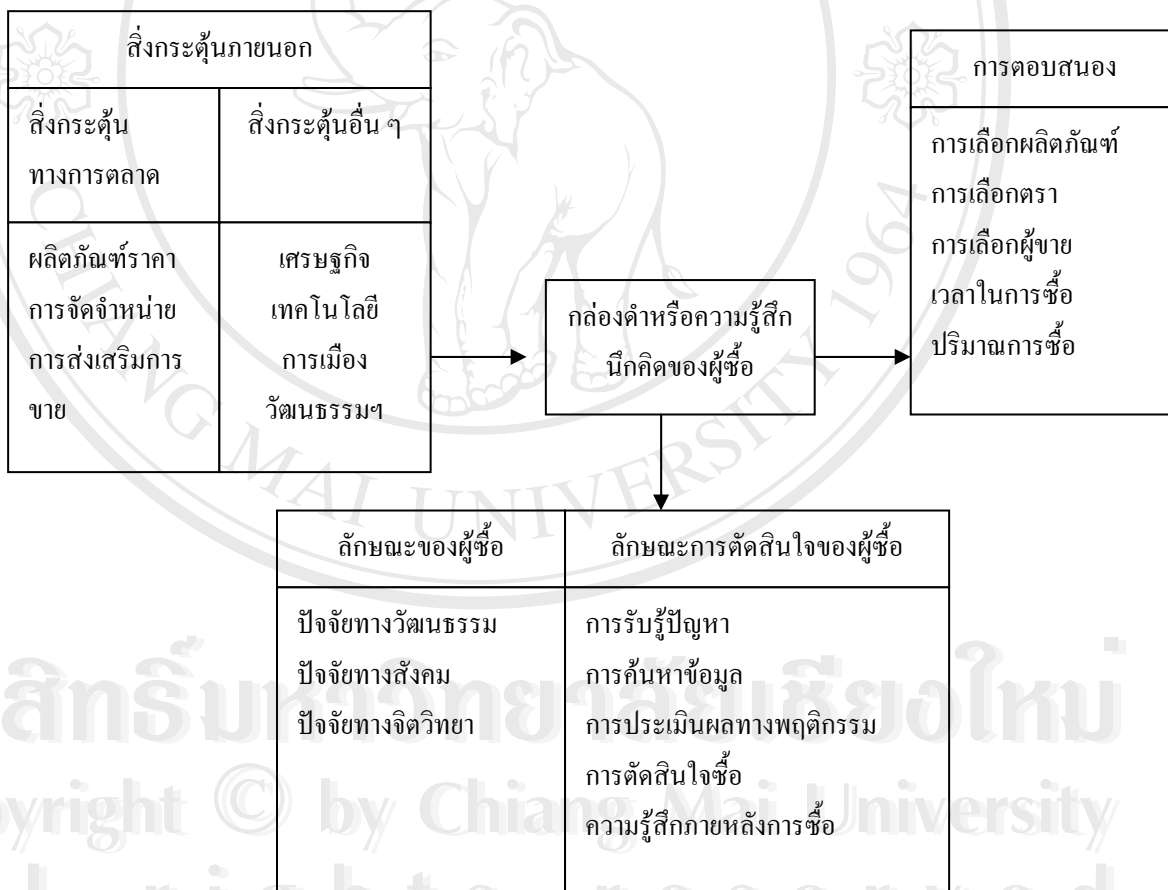 สิ่งกระตุ้นภายนอก
สิ่งกระตุ้น
ทางการตลาด
สิ่งกระตุ้นอื่น ๆ
ผลิตภัณฑ์ราคา
การจัดจำหน่าย
การส่งเสริมการ
ขาย
เศรษฐกิจ
เทคโนโลยี
การเมือง
วัฒนธรรมฯ
กล่องดำหรือความรู้สึก
นึกคิดของผู้ซื้อ
การตอบสนอง
การเลือกผลิตภัณฑ์
การเลือกตรา
การเลือกผู้ขาย
เวลาในการซื้อ
ปริมาณการซื้อ
ลักษณะของผู้ซื้อ
ปัจจัยทางวัฒนธรรม
ปัจจัยทางสังคม
ปัจจัยทางจิตวิทยา
ลักษณะการตัดสินใจของผู้ซื้อ
การรับรู้ปัญหา
การค้นหาข้อมูล
การประเมินผลทางพฤติกรรม
การตัดสินใจซื้อ
ความรู้สึกภายหลังการซื้อ
CHIANG MAI UNIVERSITY 1964
สิทธิ์มหาวิทยาลัยเชียงใหม่
pyright © by Chiang Mai University